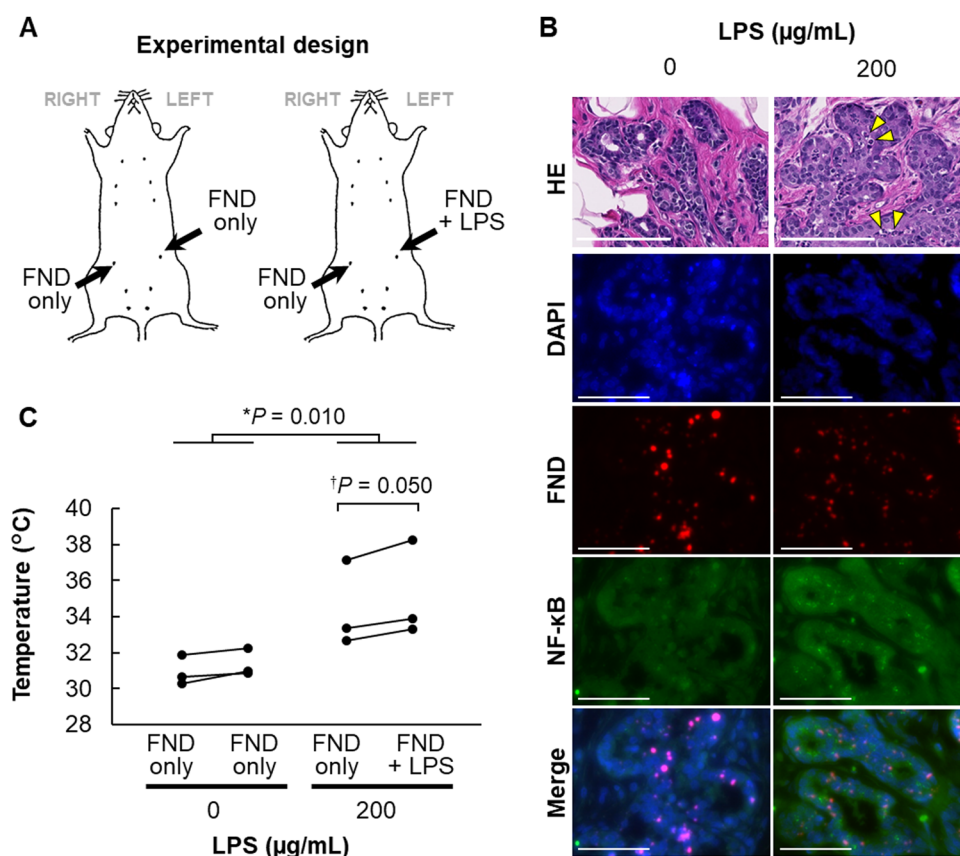 A
Experimental design
RIGHT LEFT RIGHT LEFT
FND
only
FND
+ LPS
FND
only
FND
only
B
LPS (µg/mL)
0 200
HE
DAPI
FND
NF-κB
Merge
C
*P = 0.010
†P = 0.050
Temperature (°C)
40
38
36
34
32
30
28
FND
only
FND
only
FND
only
FND
+ LPS
0 200
LPS (µg/mL)